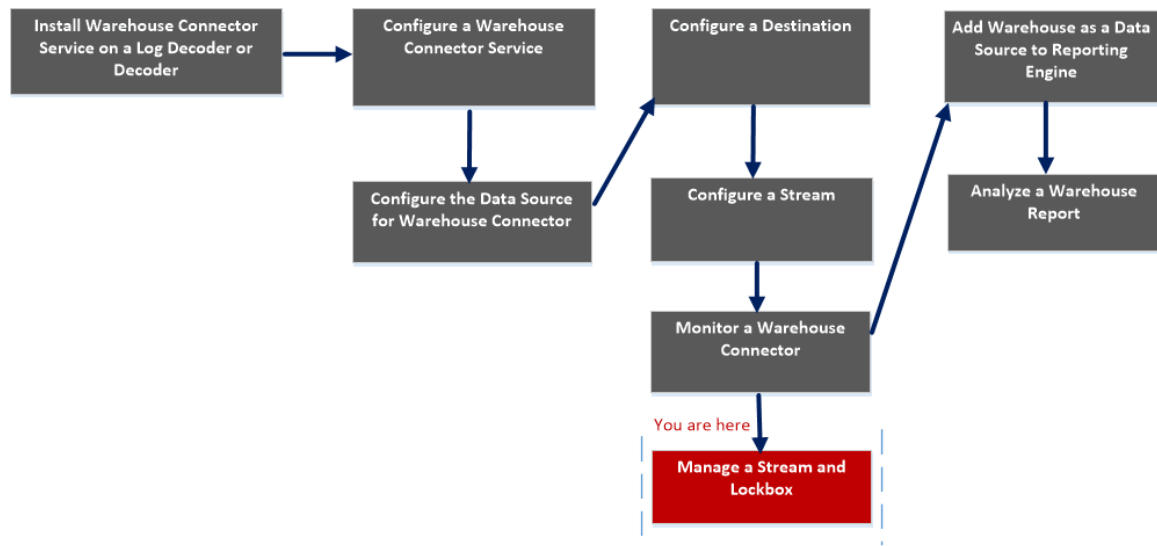 Install Warehouse Connector
Service on a Log Decoder or
Decoder
Configure a Warehouse
Connector Service
Configure the Data Source
for Warehouse Connector
Configure a Destination
Configure a Stream
Monitor a Warehouse
Connector
You are here
Manage a Stream and
Lockbox
Add Warehouse as a Data
Source to Reporting
Engine
Analyze a Warehouse
Report